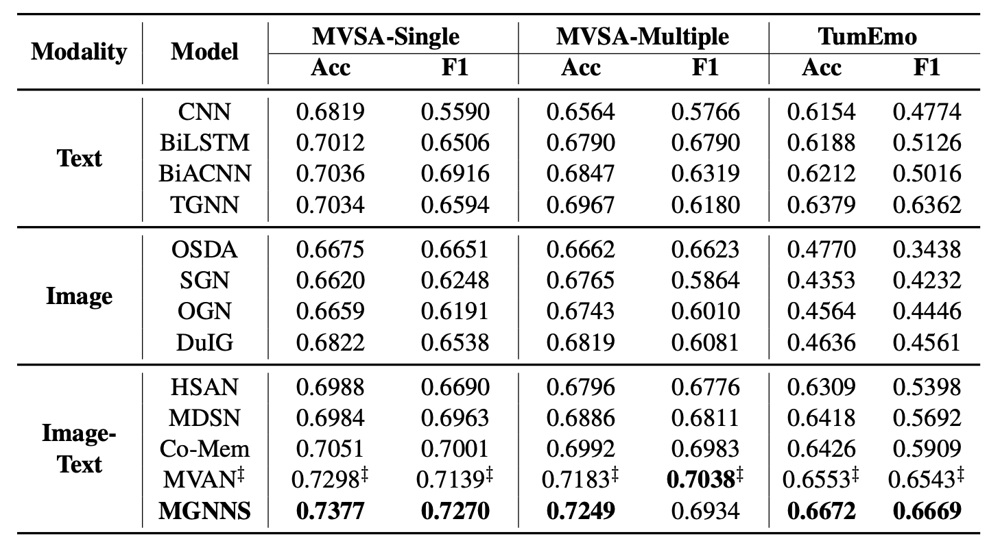 Modality Model MVSA-Single MVSA-Multiple TumEmo
Acc F1 Acc F1 Acc F1
Text
CNN 0.6819 0.5590 0.6564 0.5766 0.6154 0.4774
BiLSTM 0.7012 0.6506 0.6790 0.6790 0.6188 0.5126
BiACNN 0.7036 0.6916 0.6847 0.6319 0.6212 0.5016
TGNN 0.7034 0.6594 0.6967 0.6180 0.6379 0.6362
Image
OSDA 0.6675 0.6651 0.6662 0.6623 0.4770 0.3438
SGN 0.6620 0.6248 0.6765 0.5864 0.4353 0.4232
OGN 0.6659 0.6191 0.6743 0.6010 0.4564 0.4446
DuIG 0.6822 0.6538 0.6819 0.6081 0.4636 0.4561
Image-
Text
HSAN 0.6988 0.6690 0.6796 0.6776 0.6309 0.5398
MDSN 0.6984 0.6963 0.6886 0.6811 0.6418 0.5692
Co-Mem 0.7051 0.7001 0.6992 0.6983 0.6426 0.5909
MVAN‡ 0.7298‡ 0.7139‡ 0.7183‡ 0.7038‡ 0.6553‡ 0.6543‡
MGNNS 0.7377 0.7270 0.7249 0.6934 0.6672 0.6669